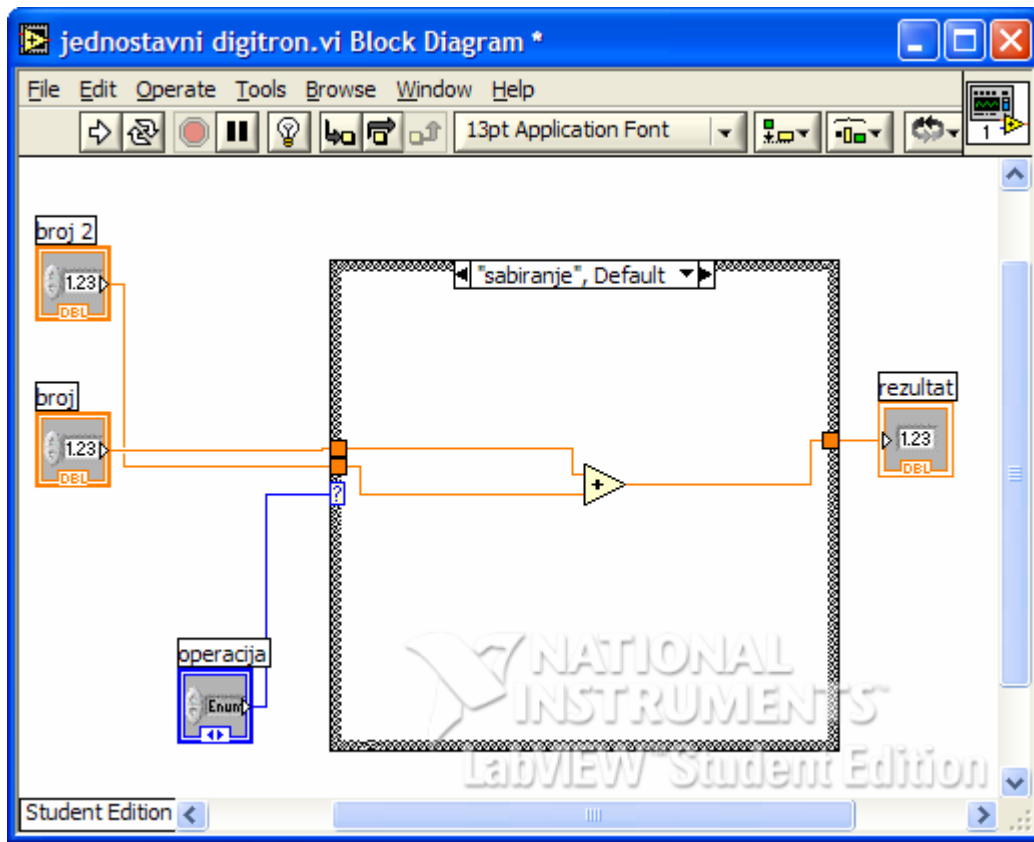 jednostavni digitron.vi Block Diagram *
File Edit Operate Tools Browse Window Help
13pt Application Font
1
broj 2
1.23
DBL
"sabiranje", Default
broj
1.23
DBL
rezultat
1.23
DBL
?
+
operacija
Enum
NATIONAL
INSTRUMENTS™
LabVIEW™ Student Edition
Student Edition